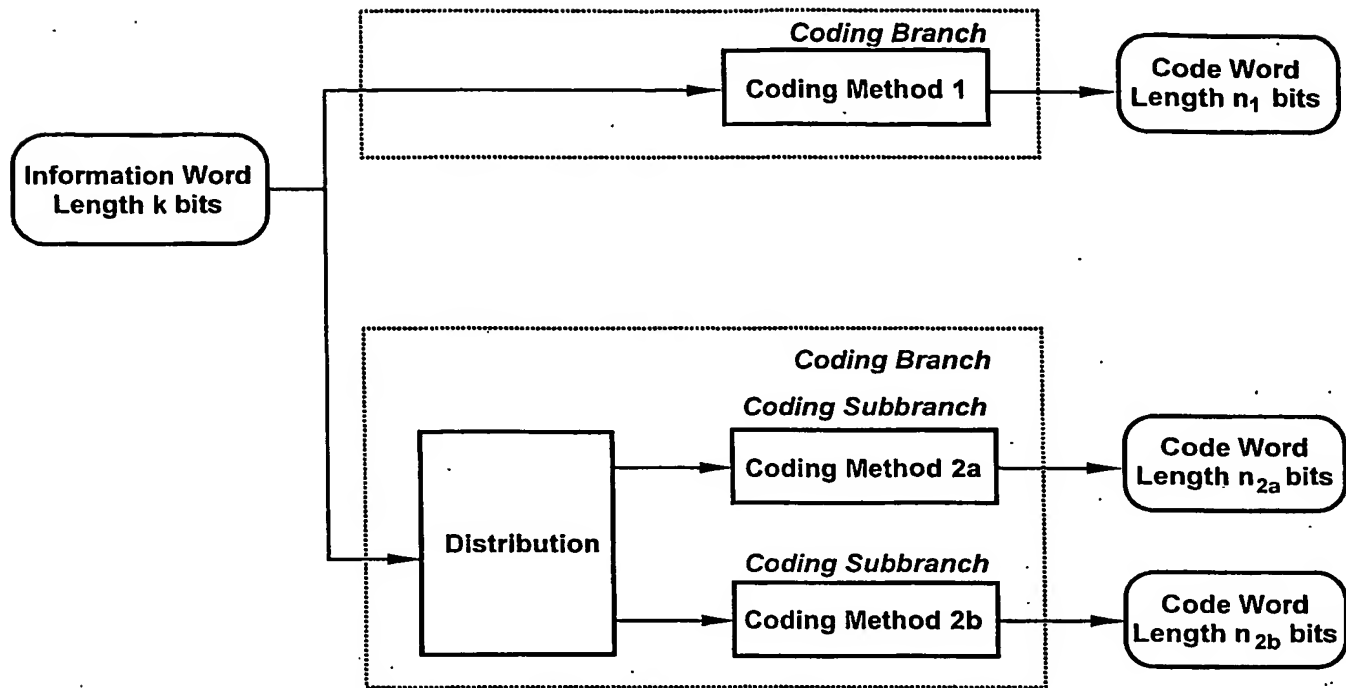 Coding Branch
Coding Method 1
Code Word
Length n₁ bits
Information Word
Length k bits
Coding Branch
Coding Subbranch
Coding Method 2a
Code Word
Length n₂ₐ bits
Distribution
Coding Subbranch
Coding Method 2b
Code Word
Length n2b bits